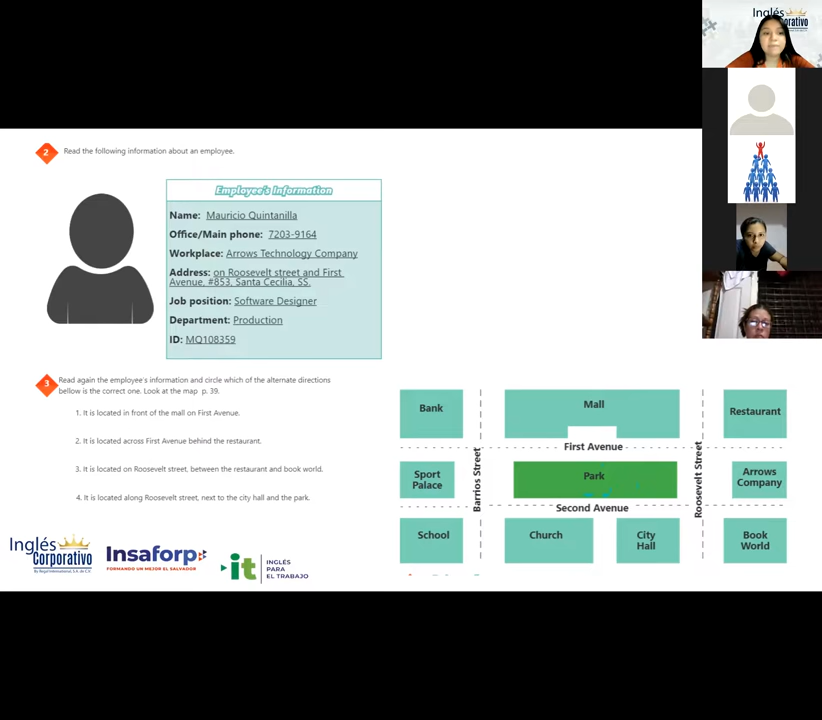 Inglés
2 Read the following information about an employee.
Employee's Information
Name: Mauricio Quintanilla
Office/Main phone: 7203-9164
Workplace: Arrows Technology Company
Address: on Roosevelt street and First
Avenue, #853, Santa Cecilia, SS.
Job position: Software Designer
Department: Production
ID: MQ108359
3 Read again the employee's information and circle which of the alternate directions
below is the correct one. Look at the map p. 39.
1. It is located in front of the mall on First Avenue.
2. It is located across First Avenue behind the restaurant.
3. It is located on Roosevelt street, between the restaurant and book world.
4. It is located along Roosevelt street, next to the city hall and the park.
Bank
Mall
Restaurant
First Avenue
Barrios Street
Roosevelt Street
Sport
Palace
Park
Arrows
Company
Second Avenue
School
Church
City
Hall
Book
World
Inglés
Corporativo
Insaforp
FORMANDO UN MEJOR EL SALVADOR
it
INGLÉS
PARA
EL TRABAJO